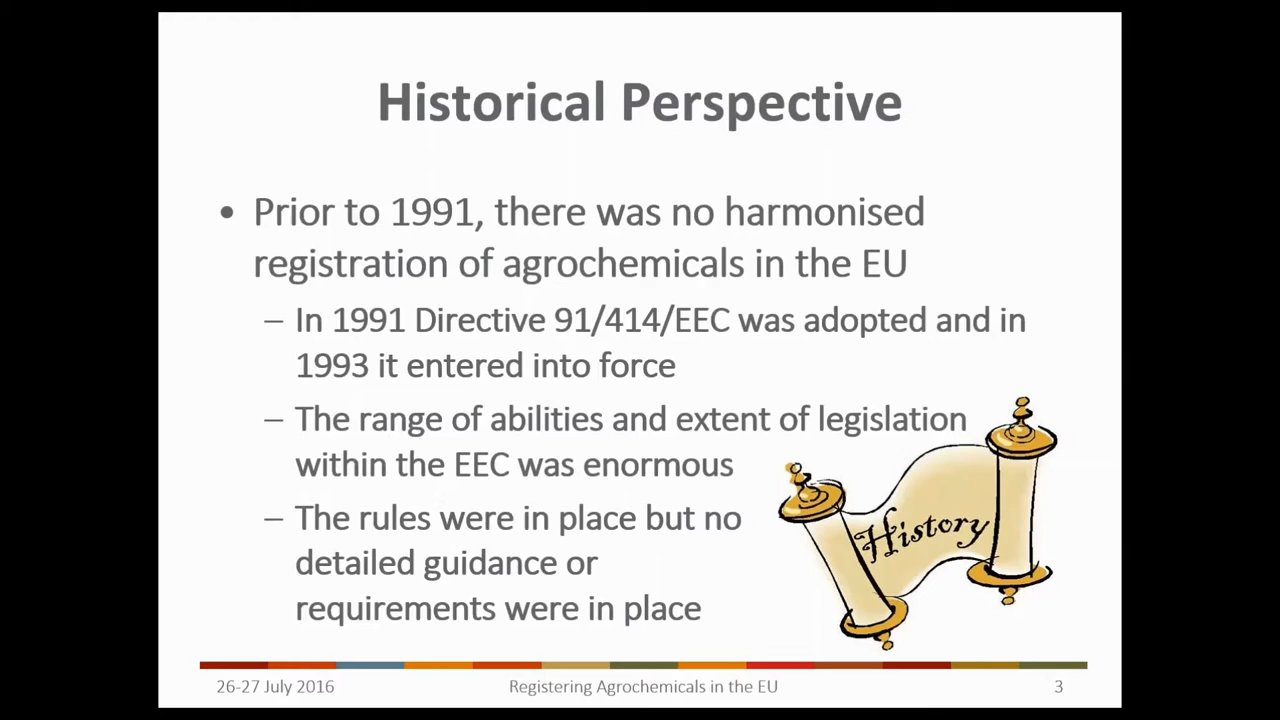 Historical Perspective
• Prior to 1991, there was no harmonised
registration of agrochemicals in the EU
– In 1991 Directive 91/414/EEC was adopted and in
1993 it entered into force
– The range of abilities and extent of legislation
within the EEC was enormous
– The rules were in place but no
detailed guidance or
requirements were in place
History
26-27 July 2016
Registering Agrochemicals in the EU
3